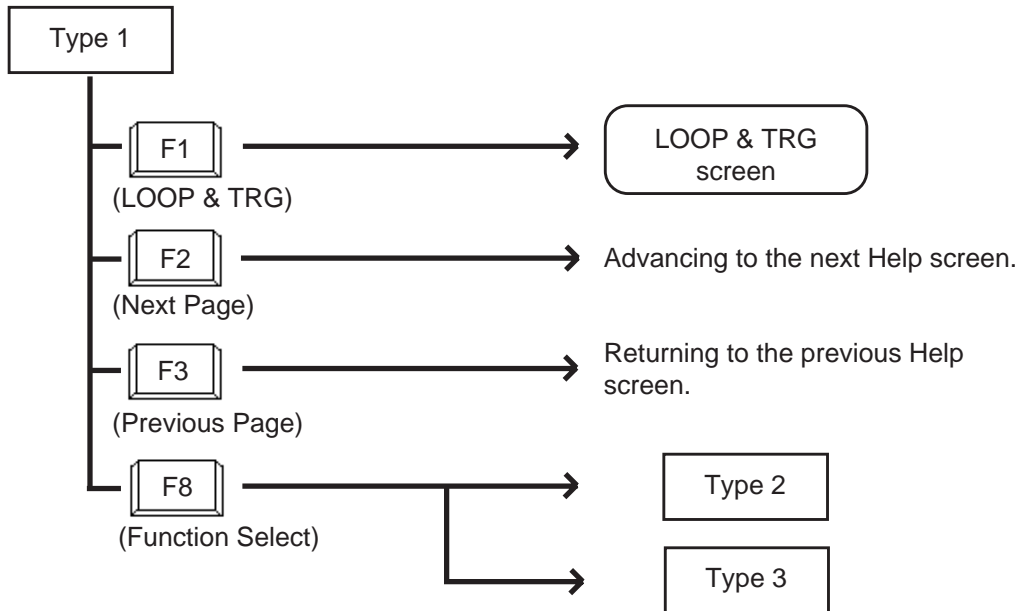 Type 1
F1
(LOOP & TRG)
LOOP & TRG
screen
F2
(Next Page)
Advancing to the next Help screen.
F3
(Previous Page)
Returning to the previous Help
screen.
F8
(Function Select)
Type 2
Type 3